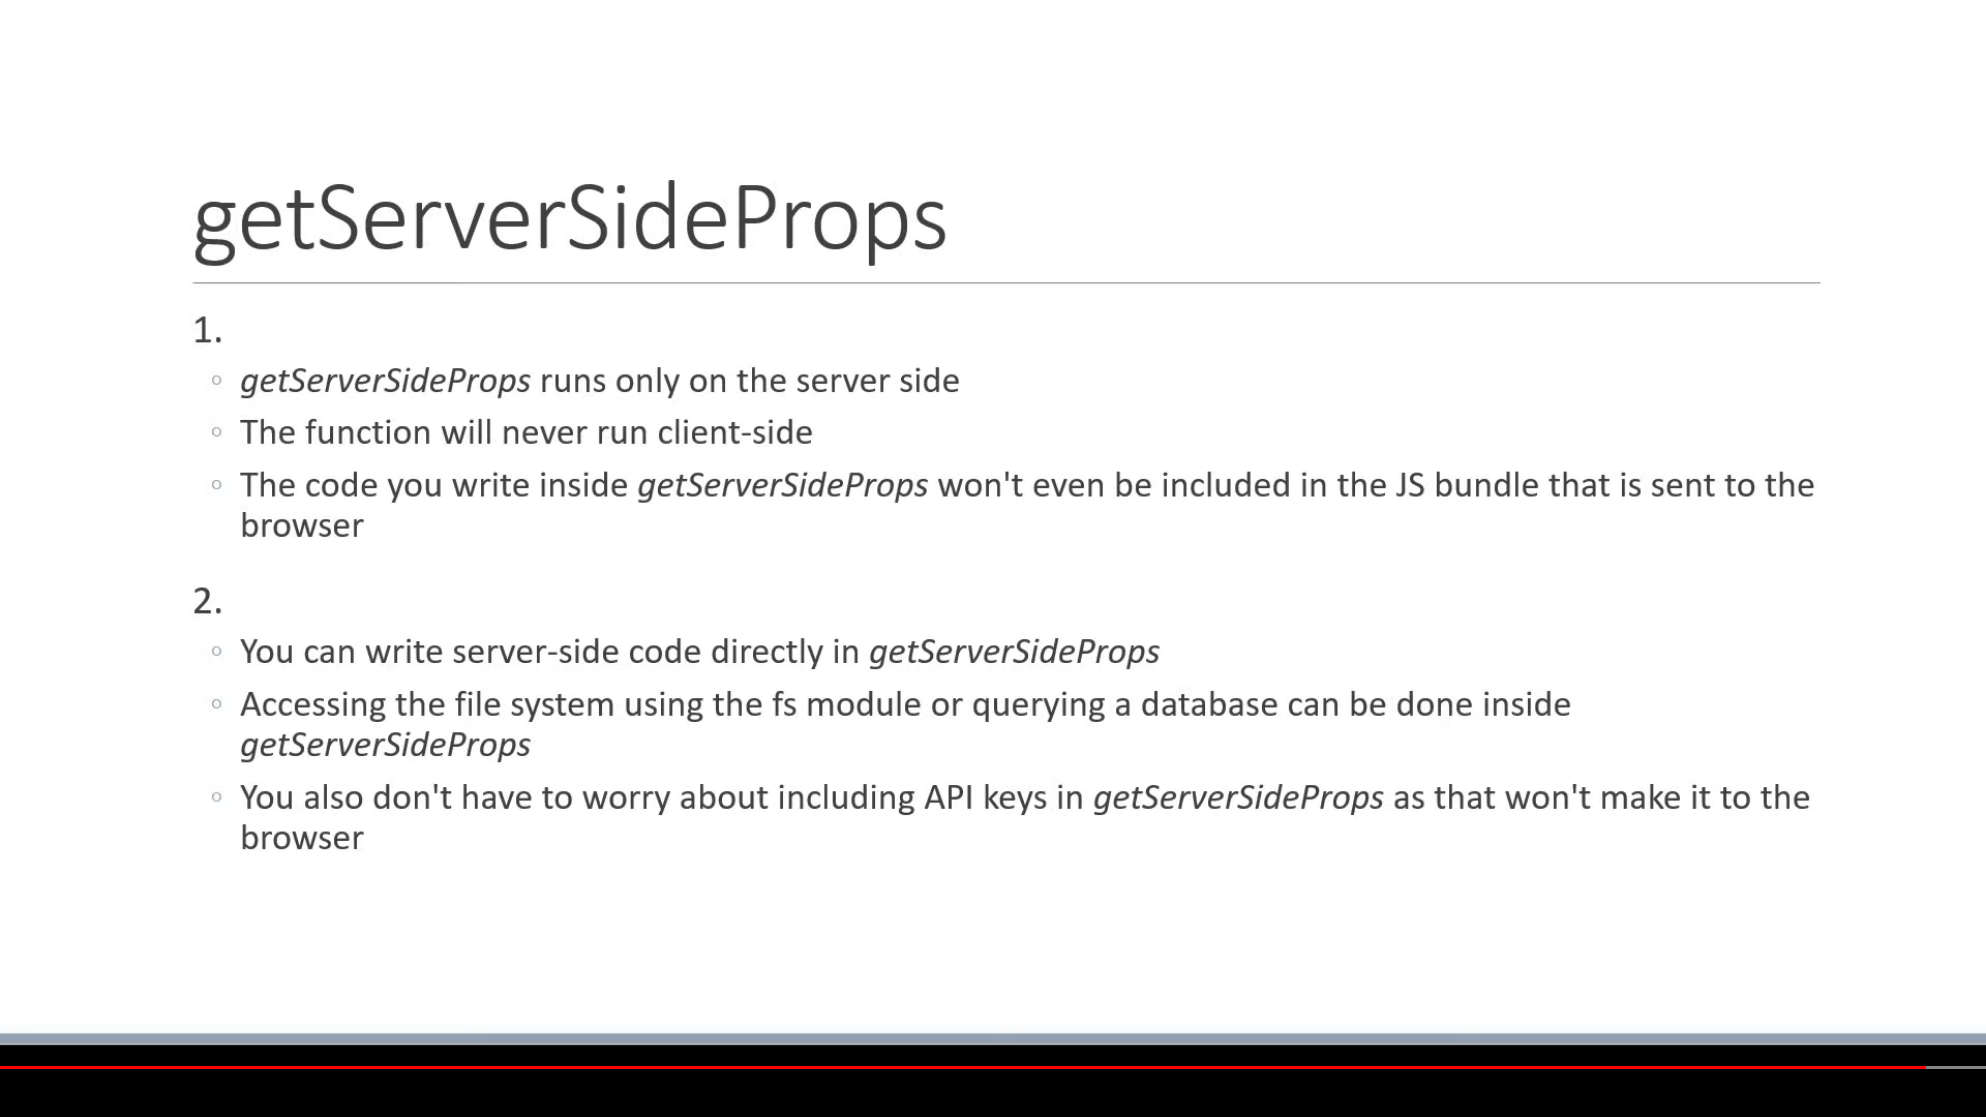 getServerSideProps
1.
◦ getServerSideProps runs only on the server side
◦ The function will never run client-side
◦ The code you write inside getServerSideProps won't even be included in the JS bundle that is sent to the
browser
2.
◦ You can write server-side code directly in getServerSideProps
◦ Accessing the file system using the fs module or querying a database can be done inside
getServerSideProps
◦ You also don't have to worry about including API keys in getServerSideProps as that won't make it to the
browser